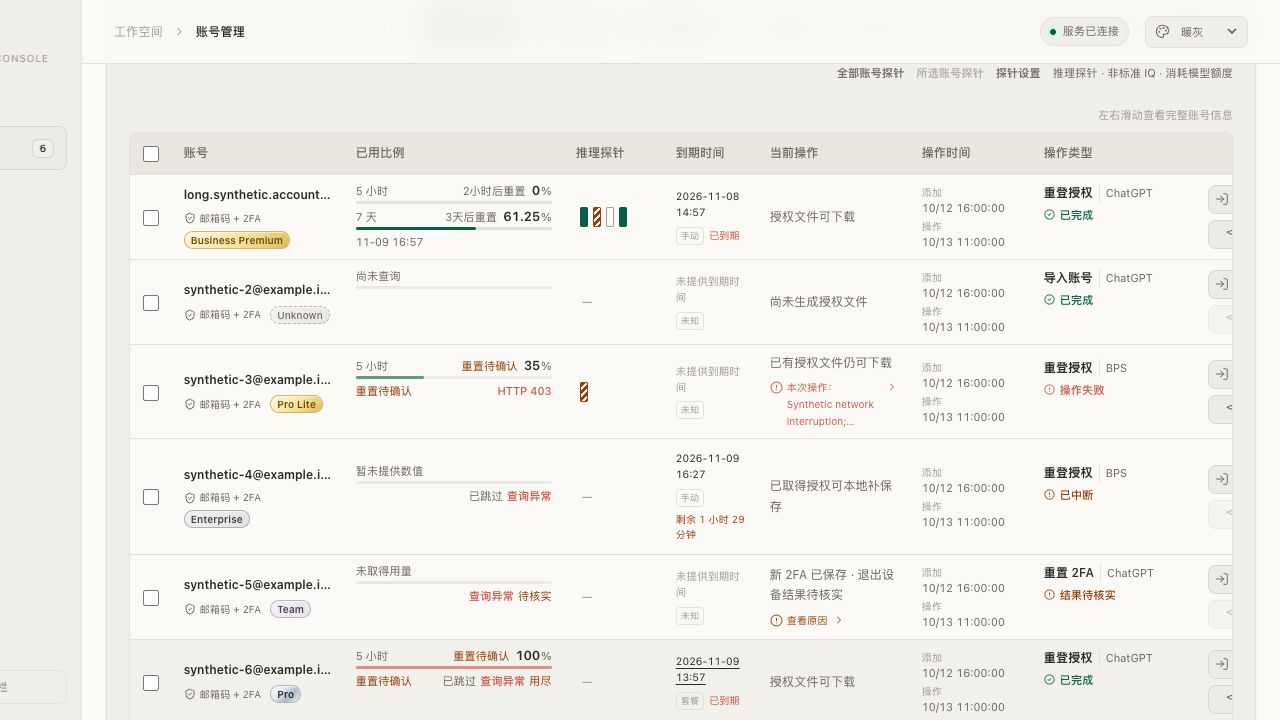 工作空间 > 账号管理
服务已连接
暖灰
CONSOLE
6
全部账号探针 所选账号探针 探针设置 推理探针 · 非标准 IQ · 消耗模型额度
左右滑动查看完整账号信息
账号 已用比例 推理探针 到期时间 当前操作 操作时间 操作类型
long.synthetic.account...
邮箱码 + 2FA
Business Premium
5 小时 2小时后重置 0%
7 天 3天后重置 61.25%
11-09 16:57
2026-11-08
14:57
手动 已到期
授权文件可下载
添加
10/12 16:00:00
操作
10/13 11:00:00
重登授权 ChatGPT
已完成
synthetic-2@example.i...
邮箱码 + 2FA Unknown
尚未查询
—
未提供到期时
间
未知
尚未生成授权文件
添加
10/12 16:00:00
操作
10/13 11:00:00
导入账号 ChatGPT
已完成
synthetic-3@example.i...
邮箱码 + 2FA Pro Lite
5 小时 重置待确认 35%
重置待确认 HTTP 403
未提供到期时
间
未知
已有授权文件仍可下载
本次操作:
Synthetic network
interruption;...
添加
10/12 16:00:00
操作
10/13 11:00:00
重登授权 BPS
操作失败
synthetic-4@example.i...
邮箱码 + 2FA
Enterprise
暂未提供数值
已跳过 查询异常
—
2026-11-09
16:27
手动
剩余 1 小时 29
分钟
已取得授权可本地补保
存
添加
10/12 16:00:00
操作
10/13 11:00:00
重登授权 BPS
已中断
synthetic-5@example.i...
邮箱码 + 2FA Team
未取得用量
查询异常 待核实
—
未提供到期时
间
未知
新 2FA 已保存 · 退出设
备结果待核实
查看原因 >
添加
10/12 16:00:00
操作
10/13 11:00:00
重置 2FA ChatGPT
结果待核实
synthetic-6@example.i...
邮箱码 + 2FA Pro
5 小时 重置待确认 100%
重置待确认 已跳过 查询异常 用尽
—
2026-11-09
13:57
套餐 已到期
授权文件可下载
添加
10/12 16:00:00
操作
10/13 11:00:00
重登授权 ChatGPT
已完成